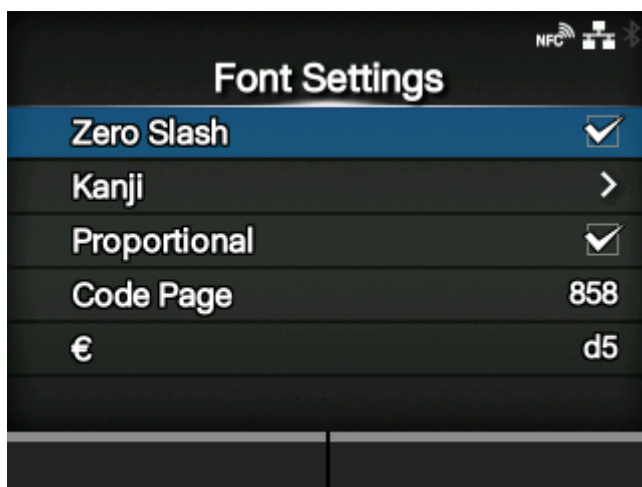 NFC
Font Settings
Zero Slash
Kanji
Proportional
Code Page 858
€ d5